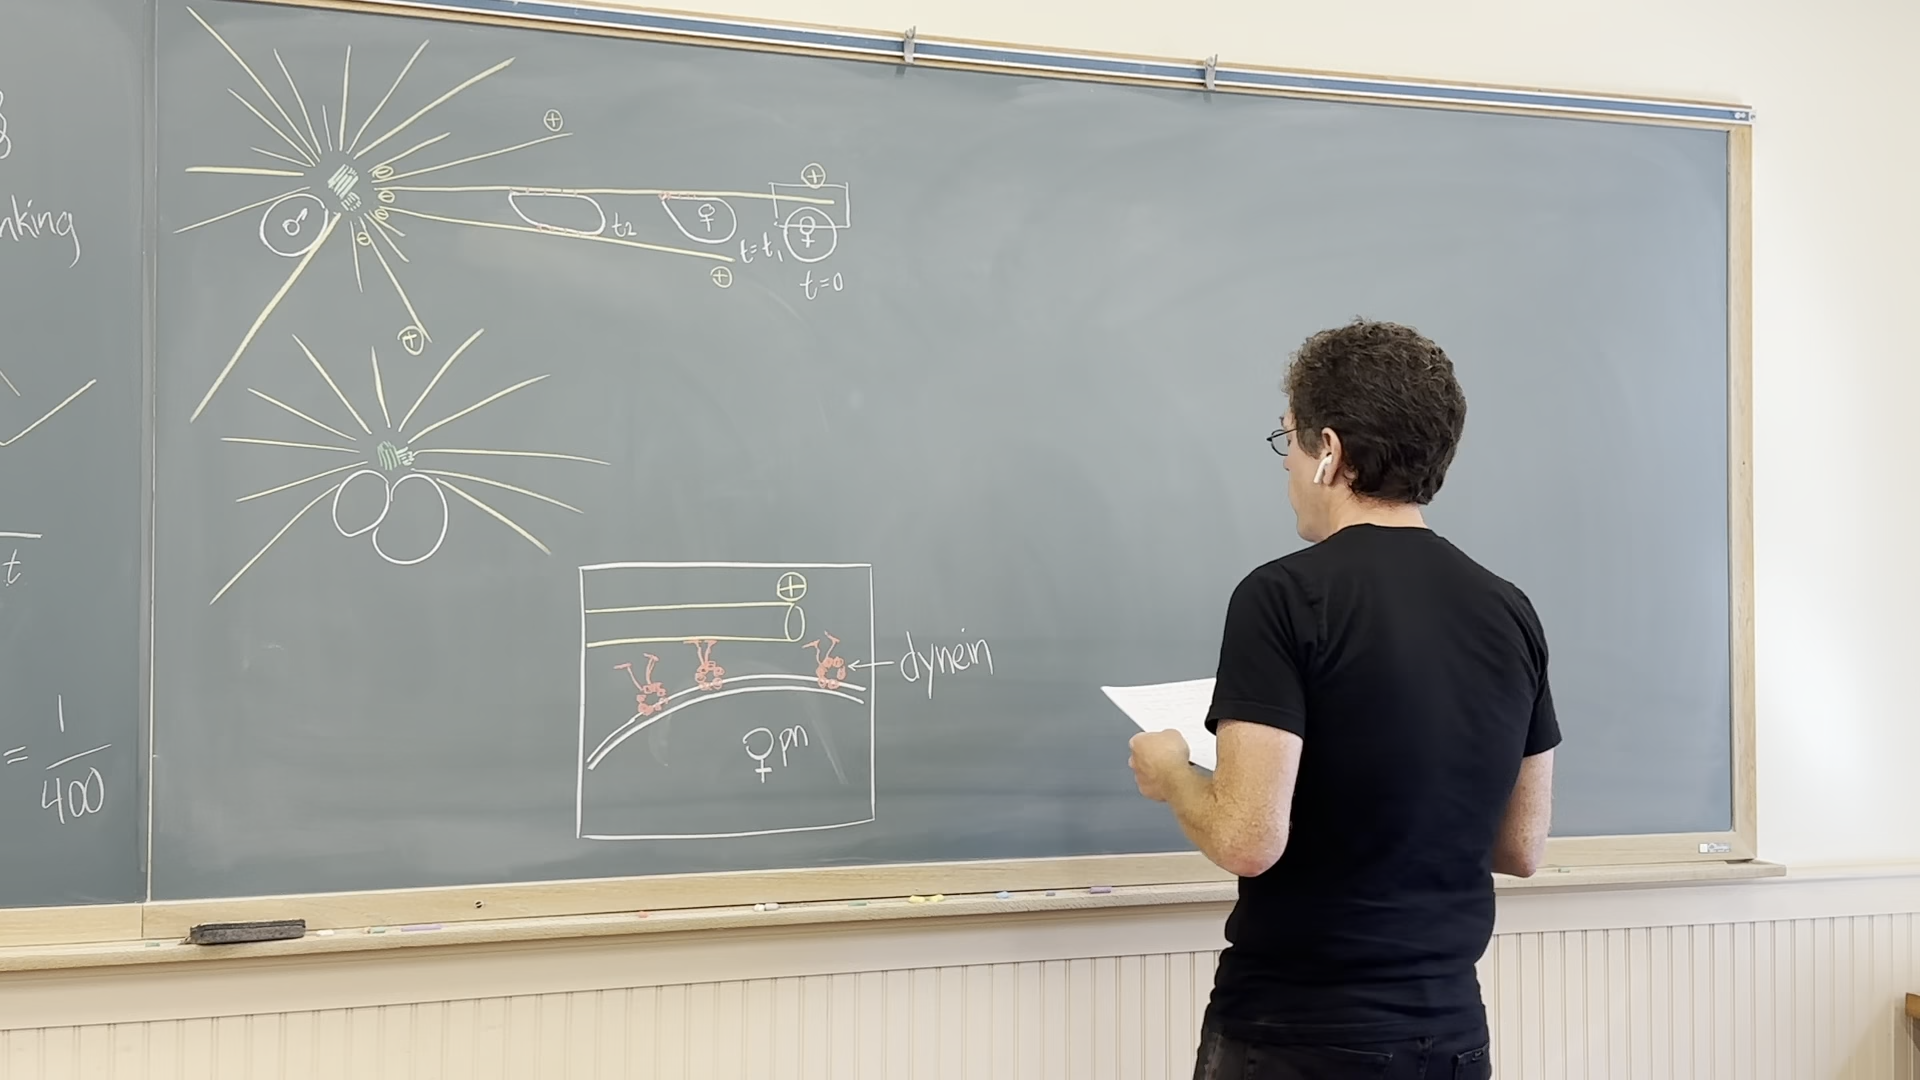 nking
t
= 1/400
⊕
⊖
⊖
⊖
⊖
⊕
♂
♀
♀
t2
t=t1
t=0
⊕
⊕
⊕
dynein
♀pn